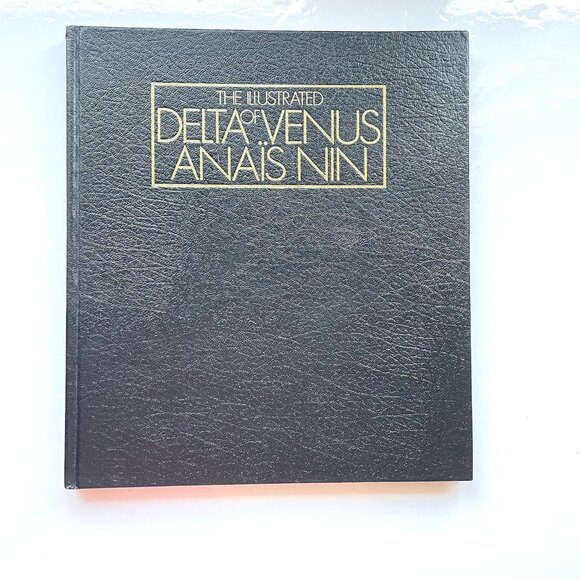 THE ILLUSTRATED
DELTA OF VENUS
ANAÏS NIN